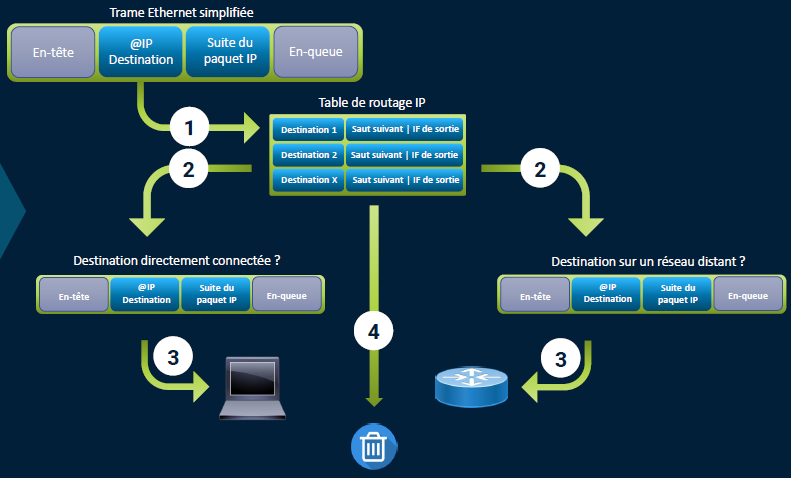 Trame Ethernet simplifiée
En-tête
@IP
Destination
Suite du
paquet IP
En-queue
1
Table de routage IP
Destination 1
Saut suivant | IF de sortie
Destination 2
Saut suivant | IF de sortie
Destination X
Saut suivant | IF de sortie
2
2
Destination directement connectée ?
En-tête
@IP
Destination
Suite du
paquet IP
En-queue
Destination sur un réseau distant ?
En-tête
@IP
Destination
Suite du
paquet IP
En-queue
3
4
3